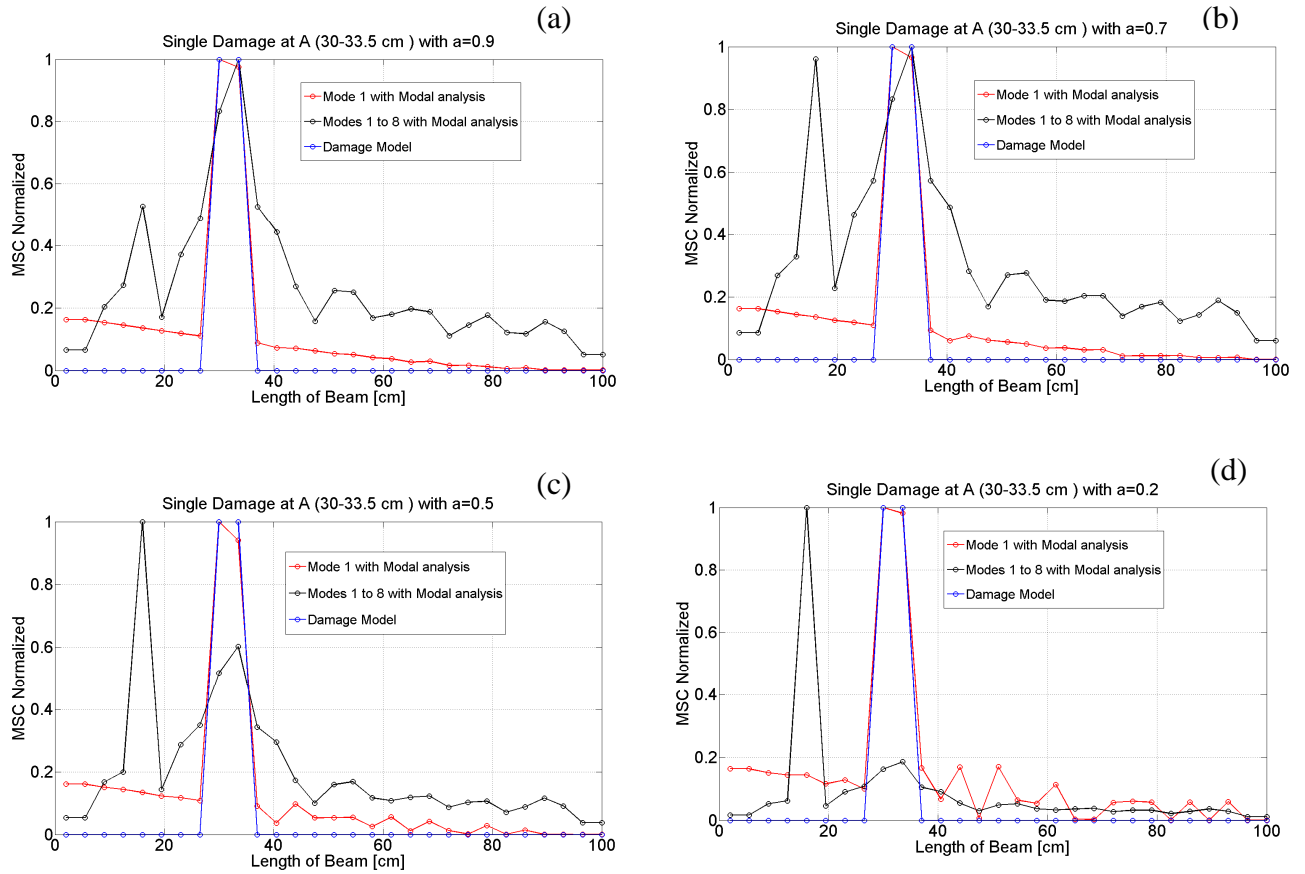 (a)
Single Damage at A (30-33.5 cm ) with a=0.9
1
0.8
0.6
0.4
0.2
0
MSC Normalized
Mode 1 with Modal analysis
Modes 1 to 8 with Modal analysis
Damage Model
0 20 40 60 80 100
Length of Beam [cm]
(b)
Single Damage at A (30-33.5 cm ) with a=0.7
1
0.8
0.6
0.4
0.2
0
MSC Normalized
Mode 1 with Modal analysis
Modes 1 to 8 with Modal analysis
Damage Model
0 20 40 60 80 100
Length of Beam [cm]
(c)
Single Damage at A (30-33.5 cm ) with a=0.5
1
0.8
0.6
0.4
0.2
0
MSC Normalized
Mode 1 with Modal analysis
Modes 1 to 8 with Modal analysis
Damage Model
0 20 40 60 80 100
Length of Beam [cm]
(d)
Single Damage at A (30-33.5 cm ) with a=0.2
1
0.8
0.6
0.4
0.2
0
MSC Normalized
Mode 1 with Modal analysis
Modes 1 to 8 with Modal analysis
Damage Model
0 20 40 60 80 100
Length of Beam [cm]